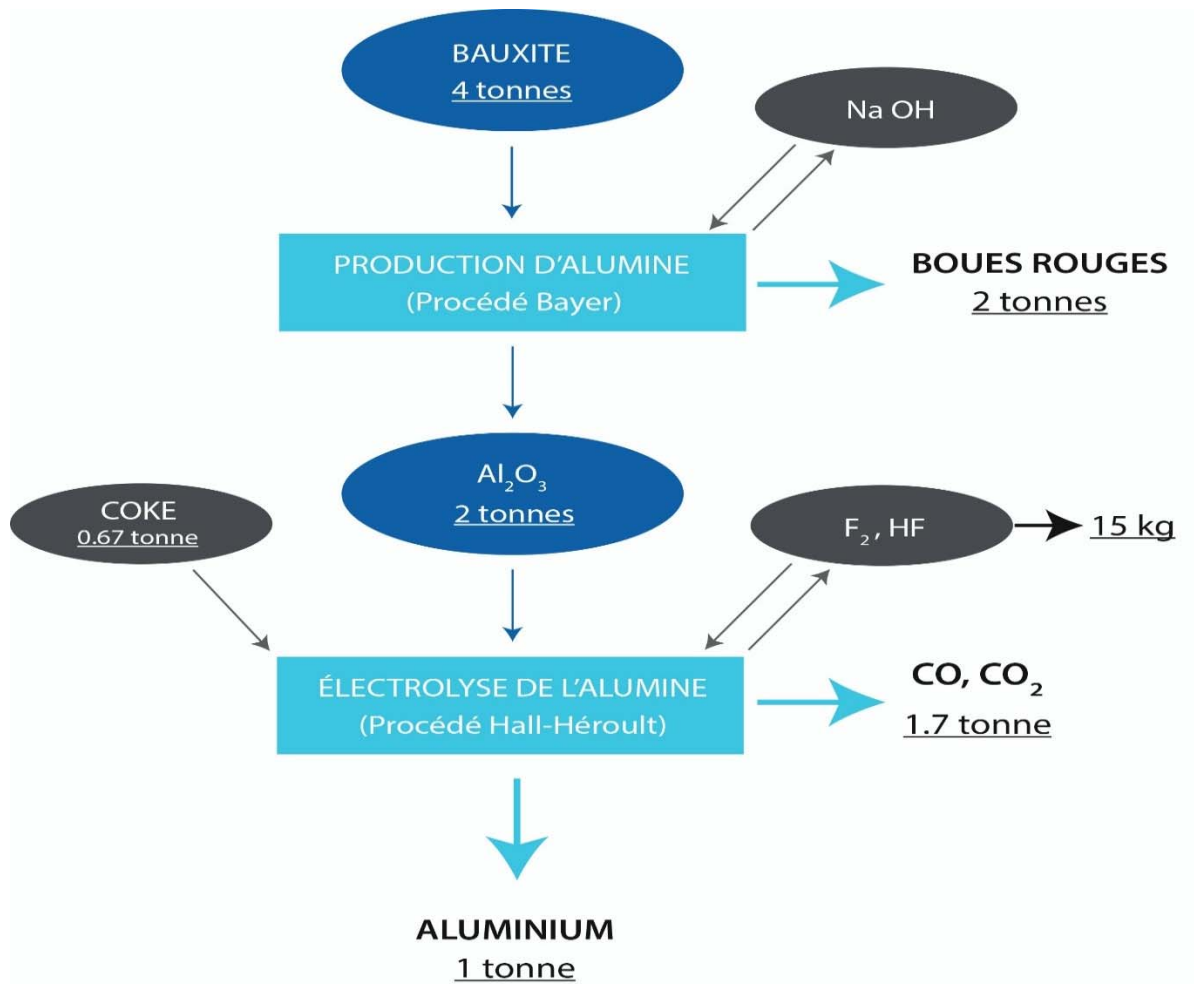 BAUXITE
4 tonnes
Na OH
PRODUCTION D'ALUMINE
(Procédé Bayer)
BOUES ROUGES
2 tonnes
Al₂O₃
2 tonnes
COKE
0.67 tonne
F₂, HF
15 kg
ÉLECTROLYSE DE L'ALUMINE
(Procédé Hall-Héroult)
CO, CO₂
1.7 tonne
ALUMINIUM
1 tonne